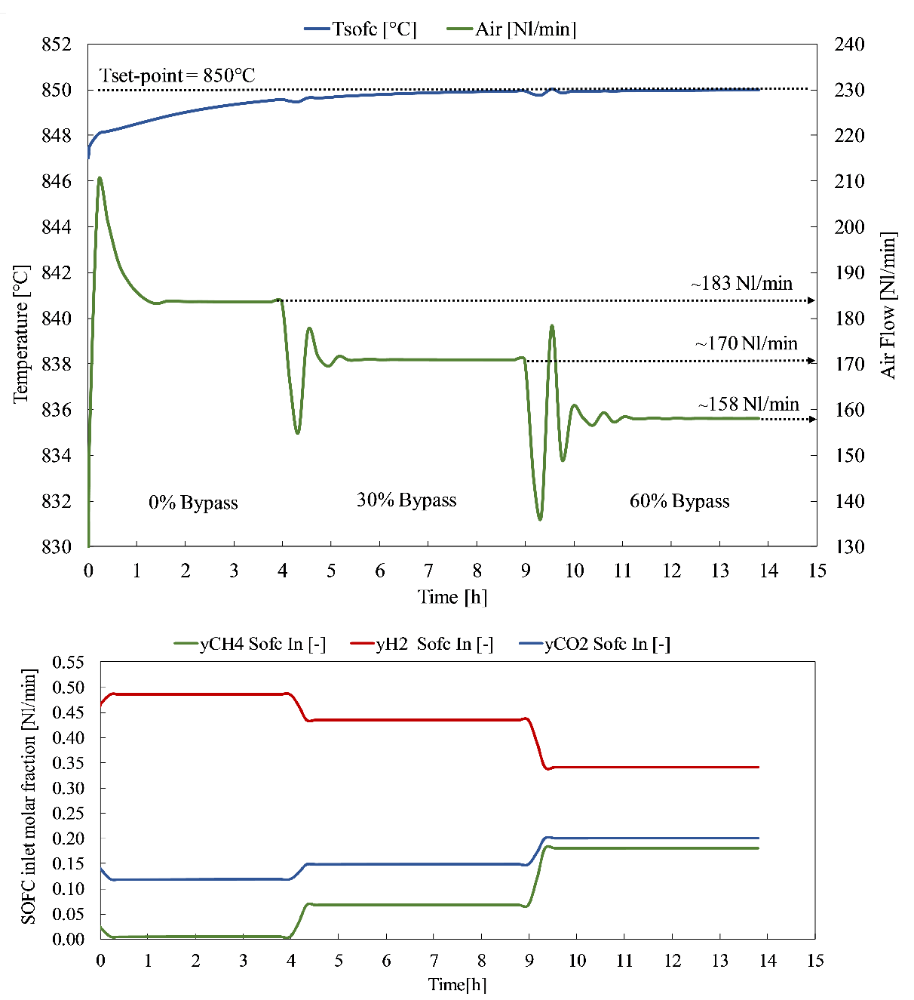 Tsofc [°C] Air [Nl/min]
852 240
Tset-point = 850°C
850 230
848 220
846 210
844 200
842 190
~183 Nl/min
840 180
~170 Nl/min
838 170
~158 Nl/min
836 160
834 150
0% Bypass 30% Bypass 60% Bypass
832 140
830 130
0 1 2 3 4 5 6 7 8 9 10 11 12 13 14 15
Time [h]
Temperature [°C]
Air Flow [Nl/min]
yCH4 Sofc In [-] yH2 Sofc In [-] yCO2 Sofc In [-]
0.55
0.50
0.45
0.40
0.35
0.30
0.25
0.20
0.15
0.10
0.05
0.00
0 1 2 3 4 5 6 7 8 9 10 11 12 13 14 15
Time[h]
SOFC inlet molar fraction [Nl/min]